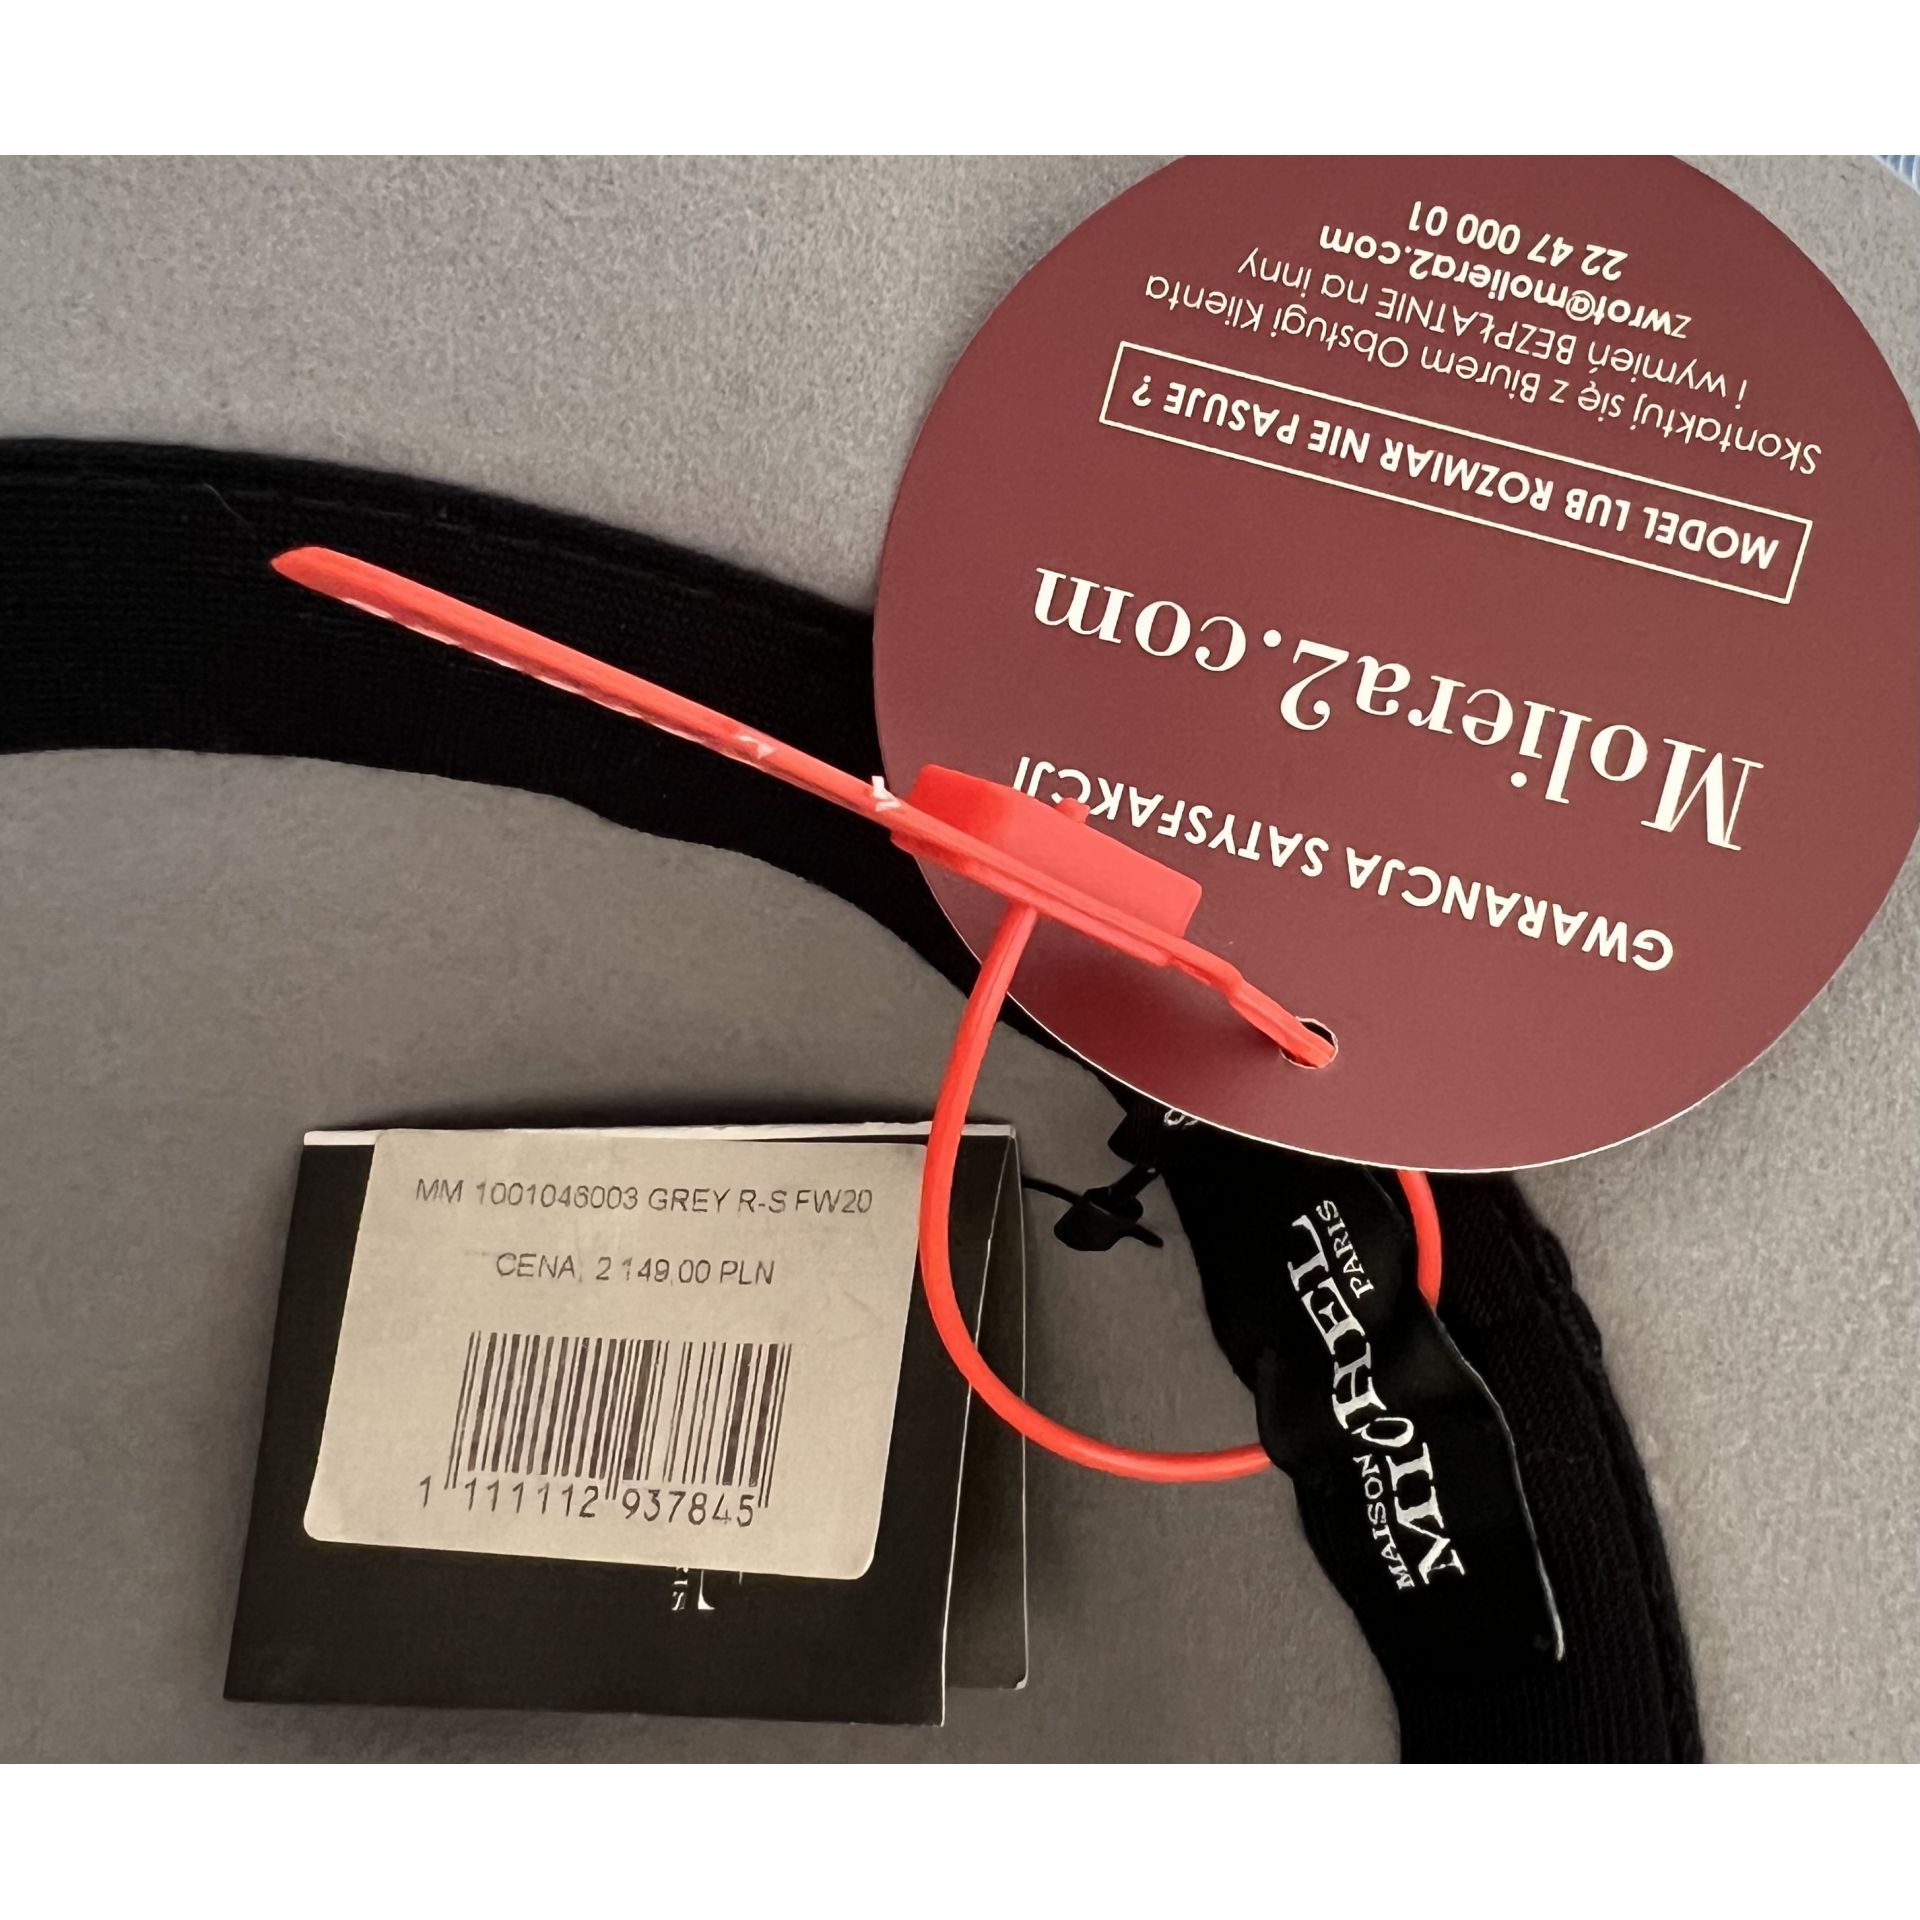 GWARANCJA SATYSFAKCJI
Moliera2.com
MODEL LUB ROZMIAR NIE PASUJE ?
Skontaktuj się z Biurem Obsługi Klienta
i wymień BEZPŁATNIE na inny
zwrot@moliera2.com
22 47 000 01
MM 1001046003 GREY R-S FW20
CENA, 2 149,00 PLN
1 111112 937845
MAISON
MICHEL
PARIS